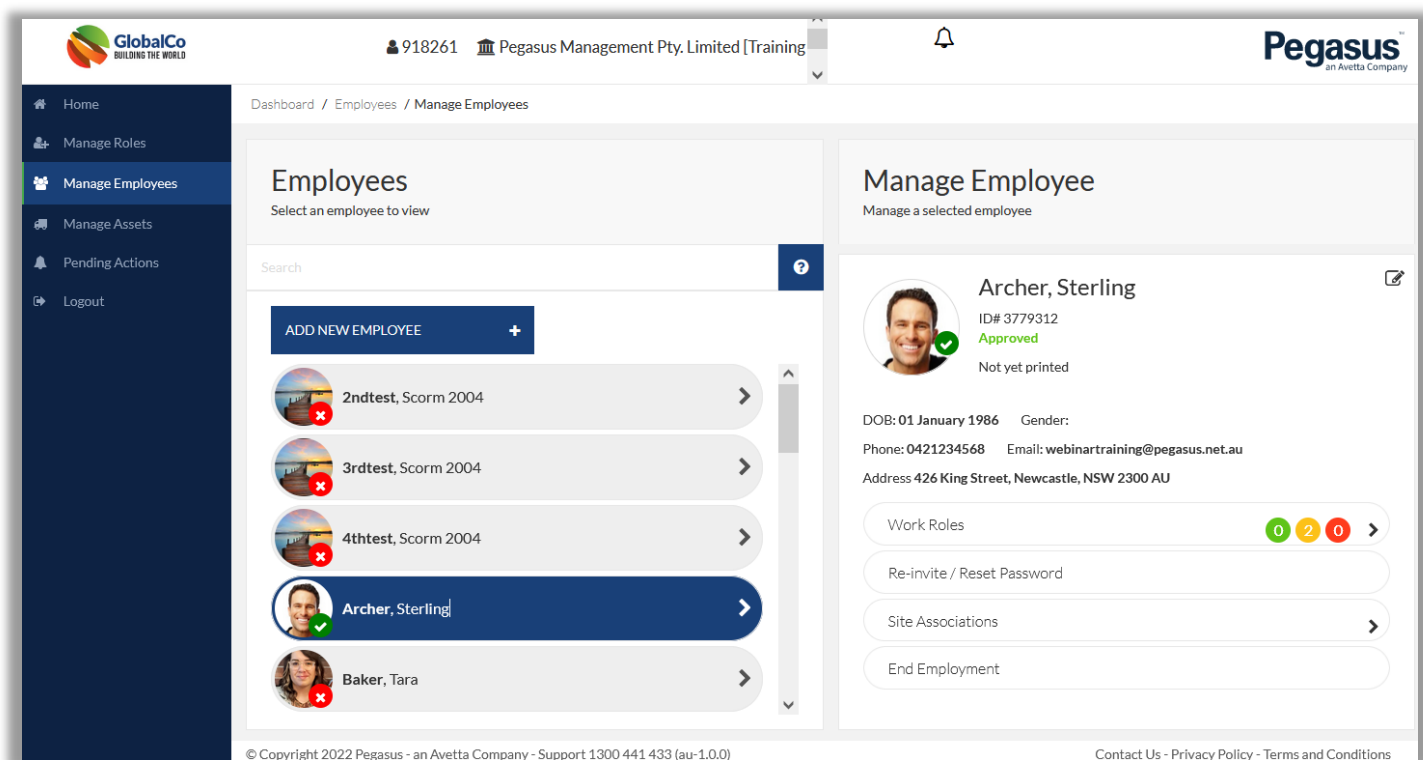 GlobalCo
BUILDING THE WORLD
918261 Pegasus Management Pty. Limited [Training
Pegasus™
an Avetta Company
Home
Manage Roles
Manage Employees
Manage Assets
Pending Actions
Logout
Dashboard / Employees / Manage Employees
Employees
Select an employee to view
Search
ADD NEW EMPLOYEE +
2ndtest, Scorm 2004
3rdtest, Scorm 2004
4thtest, Scorm 2004
Archer, Sterling
Baker, Tara
Manage Employee
Manage a selected employee
Archer, Sterling
ID# 3779312
Approved
Not yet printed
DOB: 01 January 1986 Gender:
Phone: 0421234568 Email: webinartraining@pegasus.net.au
Address 426 King Street, Newcastle, NSW 2300 AU
Work Roles 0 2 0
Re-invite / Reset Password
Site Associations
End Employment
© Copyright 2022 Pegasus - an Avetta Company - Support 1300 441 433 (au-1.0.0)
Contact Us - Privacy Policy - Terms and Conditions